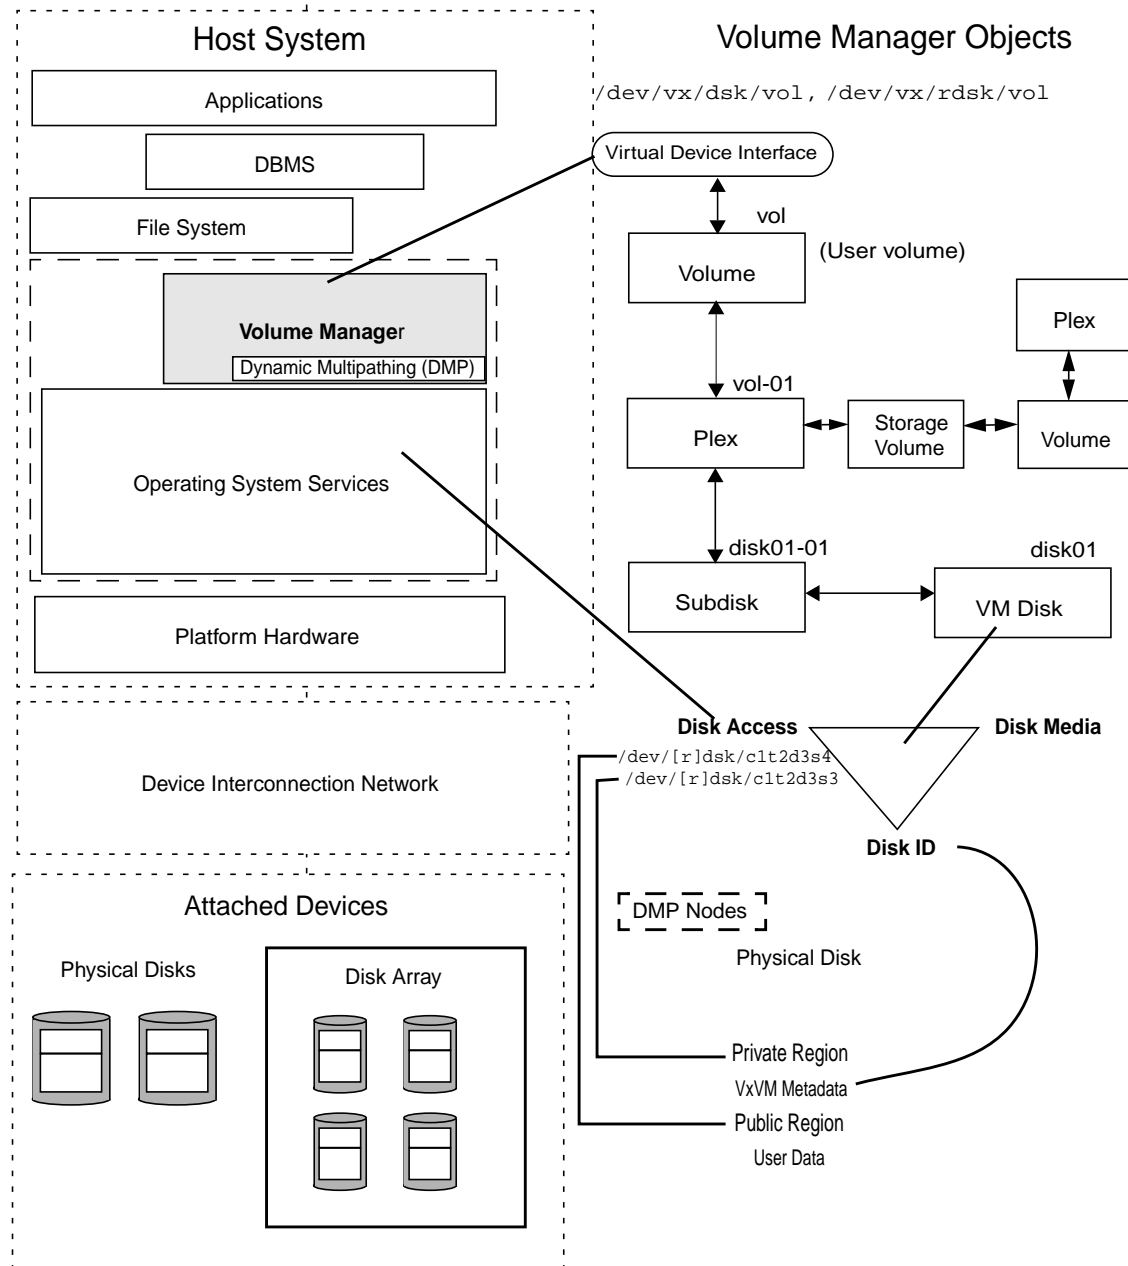 Host System
Applications
DBMS
File System
Volume Manager
Dynamic Multipathing (DMP)
Operating System Services
Platform Hardware
Device Interconnection Network
Attached Devices
Physical Disks
Disk Array
Volume Manager Objects
/dev/vx/dsk/vol, /dev/vx/rdsk/vol
Virtual Device Interface
vol
Volume
(User volume)
Plex
vol-01
Plex
Storage
Volume
Volume
disk01-01
disk01
Subdisk
VM Disk
Disk Access
Disk Media
/dev/[r]dsk/c1t2d3s4
/dev/[r]dsk/c1t2d3s3
Disk ID
DMP Nodes
Physical Disk
Private Region
VxVM Metadata
Public Region
User Data